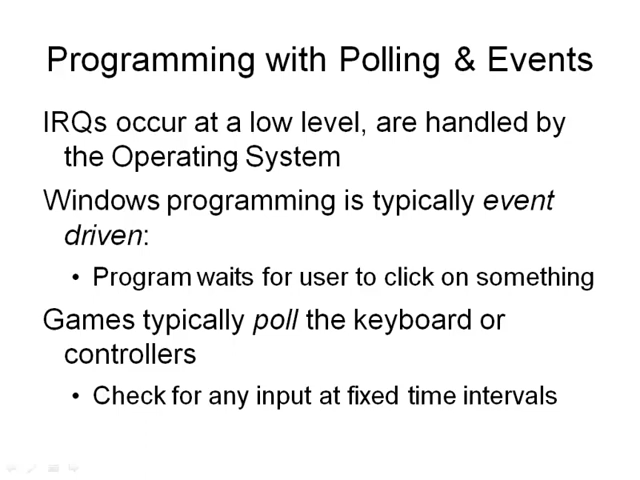 Programming with Polling & Events
IRQs occur at a low level, are handled by
the Operating System
Windows programming is typically event
driven:
• Program waits for user to click on something
Games typically poll the keyboard or
controllers
• Check for any input at fixed time intervals